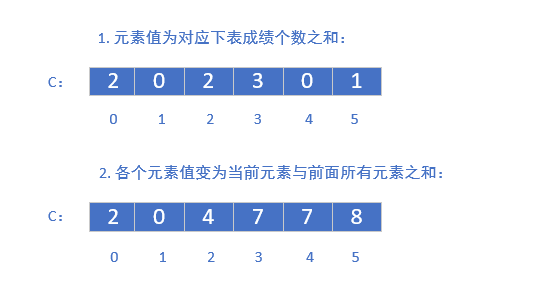 1. 元素值为对应下表成绩个数之和：
C： 2 0 2 3 0 1
0 1 2 3 4 5
2. 各个元素值变为当前元素与前面所有元素之和：
C： 2 0 4 7 7 8
0 1 2 3 4 5